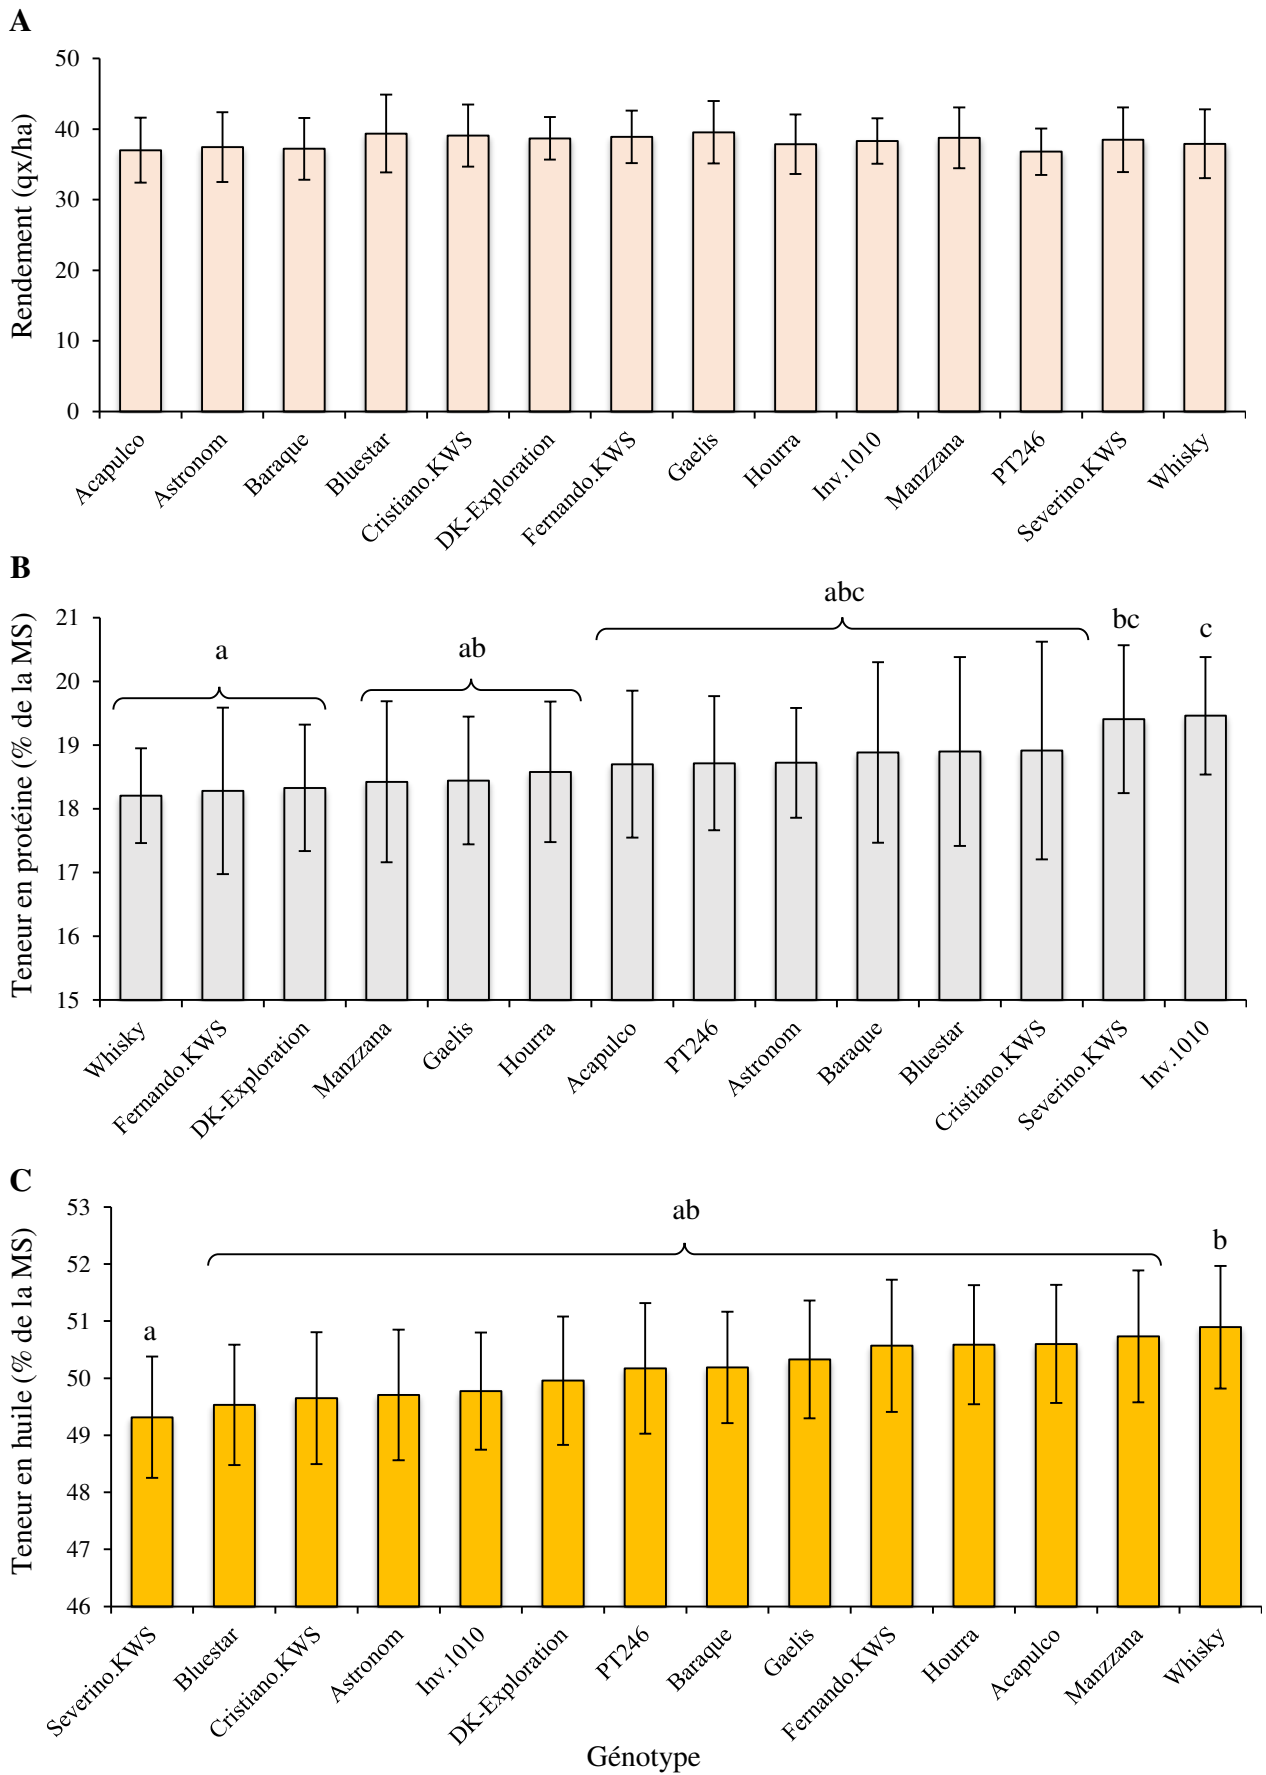 A
Rendement (qx/ha)
50
40
30
20
10
0
Acapulco
Astronom
Baraque
Bluestar
Cristiano.KWS
DK-Exploration
Fernando.KWS
Gaelis
Hourra
Inv.1010
Manzzana
PT246
Severino.KWS
Whisky
B
Teneur en protéine (% de la MS)
21
20
19
18
17
16
15
a
ab
abc
bc
c
Whisky
Fernando.KWS
DK-Exploration
Manzzana
Gaelis
Hourra
Acapulco
PT246
Astronom
Baraque
Bluestar
Cristiano.KWS
Severino.KWS
Inv.1010
C
Teneur en huile (% de la MS)
53
52
51
50
49
48
47
46
a
ab
b
Severino.KWS
Bluestar
Cristiano.KWS
Astronom
Inv.1010
DK-Exploration
PT246
Baraque
Gaelis
Fernando.KWS
Hourra
Acapulco
Manzzana
Whisky
Génotype